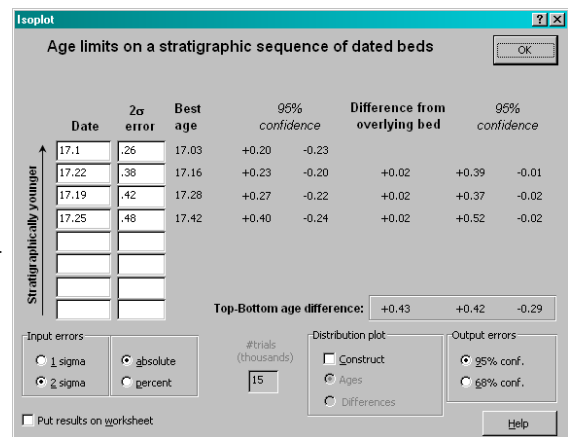 Isoplot
Age limits on a stratigraphic sequence of dated beds
OK
Date 2σ error Best age 95% confidence Difference from overlying bed 95% confidence
17.1 .26 17.03 +0.20 -0.23
17.22 .38 17.16 +0.23 -0.20 +0.02 +0.39 -0.01
17.19 .42 17.28 +0.27 -0.22 +0.02 +0.37 -0.02
17.25 .48 17.42 +0.40 -0.24 +0.02 +0.52 -0.02
Stratigraphically younger
Top-Bottom age difference: +0.43 +0.42 -0.29
Input errors
1 sigma absolute
2 sigma percent
#trials
(thousands)
15
Distribution plot
Construct
Ages
Differences
Output errors
95% conf.
68% conf.
Put results on worksheet
Help